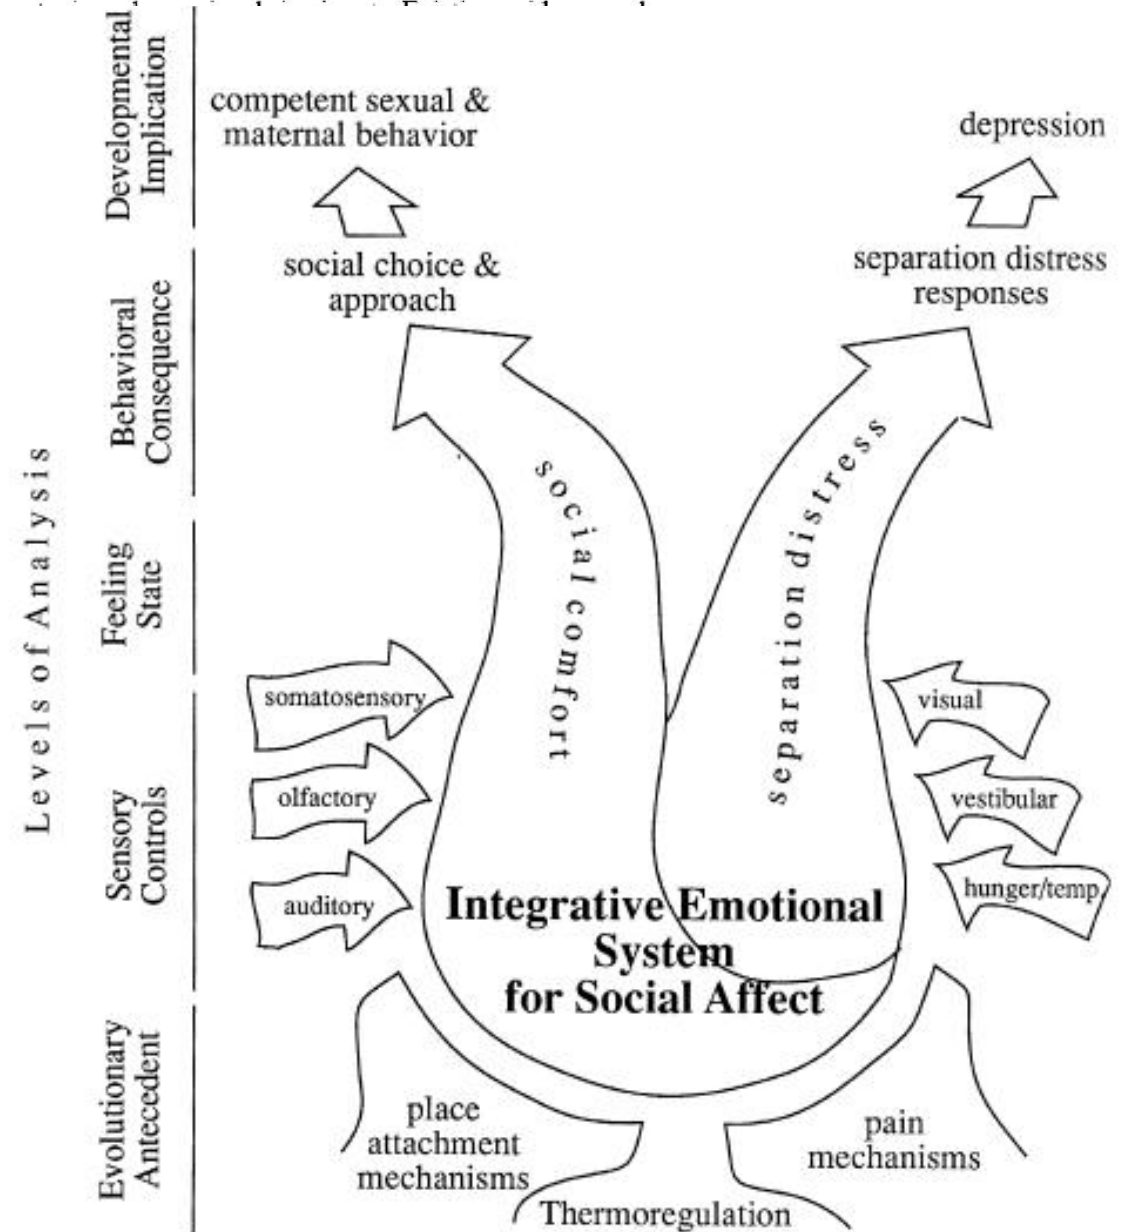 Developmental
Implication
competent sexual &
maternal behavior
depression
Behavioral
Consequence
social choice &
approach
separation distress
responses
Levels of Analysis
Feeling
State
social comfort
separation distress
Sensory
Controls
somatosensory
olfactory
auditory
visual
vestibular
hunger/temp
Integrative Emotional
System
for Social Affect
Evolutionary
Antecedent
place
attachment
mechanisms
Thermoregulation
pain
mechanisms